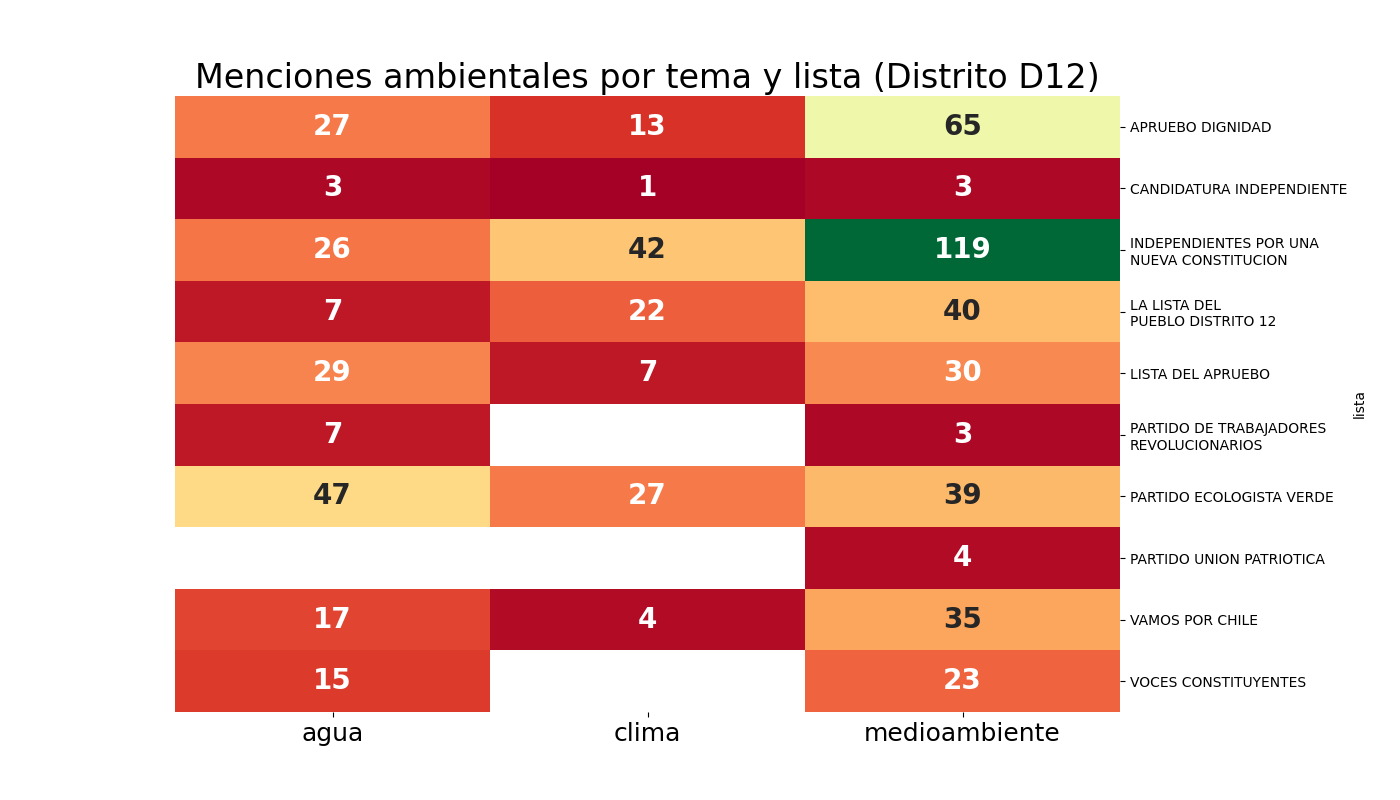 Menciones ambientales por tema y lista (Distrito D12)
27 13 65 APRUEBO DIGNIDAD
3 1 3 CANDIDATURA INDEPENDIENTE
26 42 119 INDEPENDIENTES POR UNA
NUEVA CONSTITUCION
7 22 40 LA LISTA DEL
PUEBLO DISTRITO 12
29 7 30 LISTA DEL APRUEBO
7 3 PARTIDO DE TRABAJADORES
REVOLUCIONARIOS
47 27 39 PARTIDO ECOLOGISTA VERDE
4 PARTIDO UNION PATRIOTICA
17 4 35 VAMOS POR CHILE
15 23 VOCES CONSTITUYENTES
agua clima medioambiente
lista